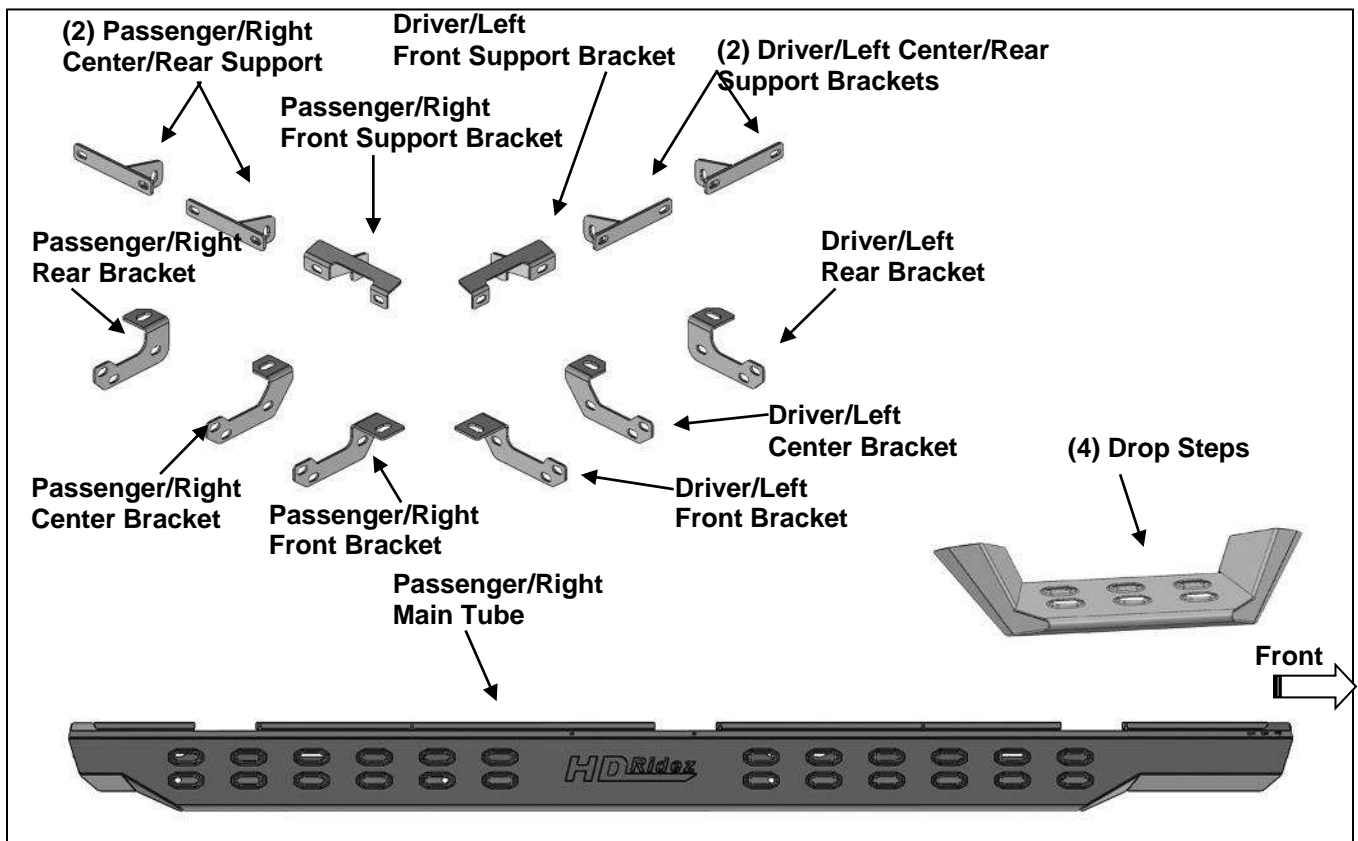 (2) Passenger/Right
Center/Rear Support
Driver/Left
Front Support Bracket
(2) Driver/Left Center/Rear
Support Brackets
Passenger/Right
Front Support Bracket
Passenger/Right
Rear Bracket
Driver/Left
Rear Bracket
Driver/Left
Center Bracket
(4) Drop Steps
Passenger/Right
Center Bracket
Passenger/Right
Front Bracket
Driver/Left
Front Bracket
Passenger/Right
Main Tube
Front
HD Ridez